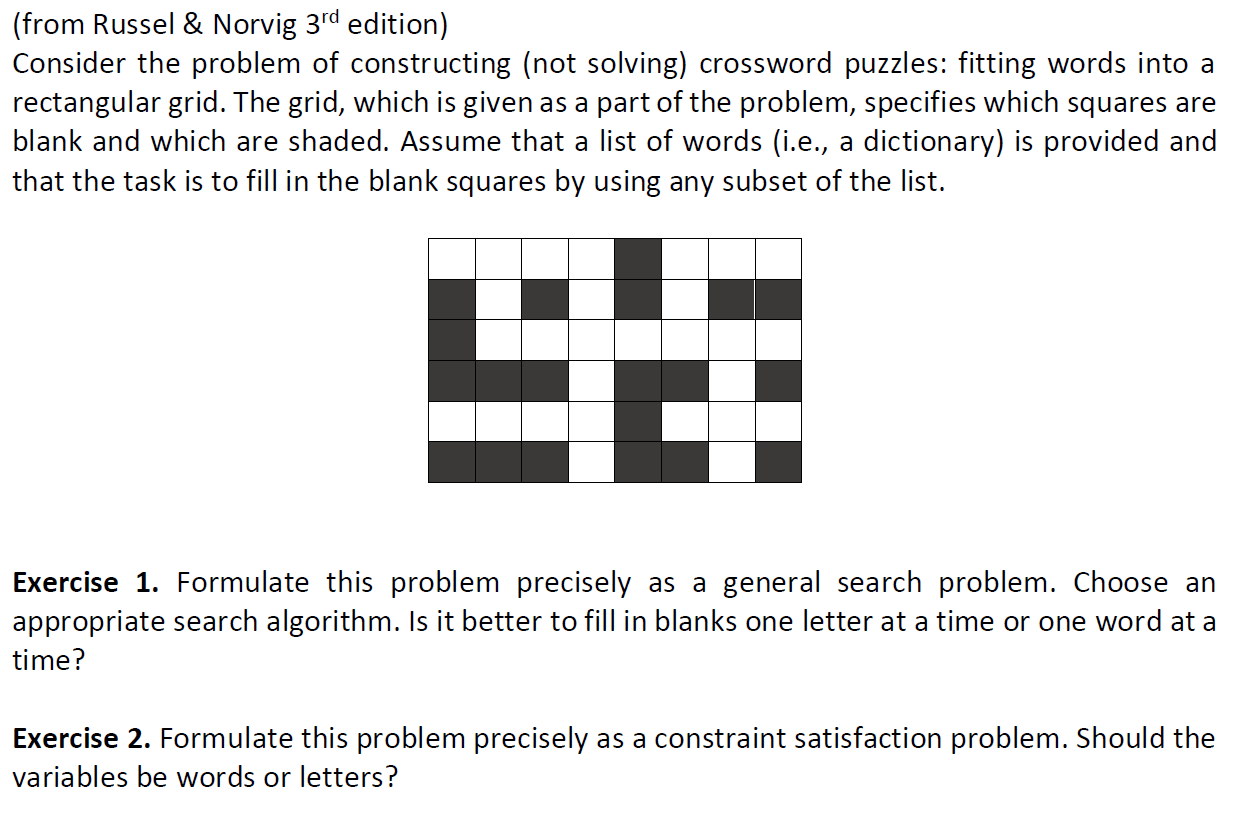 (from Russel & Norvig 3rd edition)
Consider the problem of constructing (not solving) crossword puzzles: fitting words into a
rectangular grid. The grid, which is given as a part of the problem, specifies which squares are
blank and which are shaded. Assume that a list of words (i.e., a dictionary) is provided and
that the task is to fill in the blank squares by using any subset of the list.
Exercise 1. Formulate this problem precisely as a general search problem. Choose an
appropriate search algorithm. Is it better to fill in blanks one letter at a time or one word at a
time?
Exercise 2. Formulate this problem precisely as a constraint satisfaction problem. Should the
variables be words or letters?